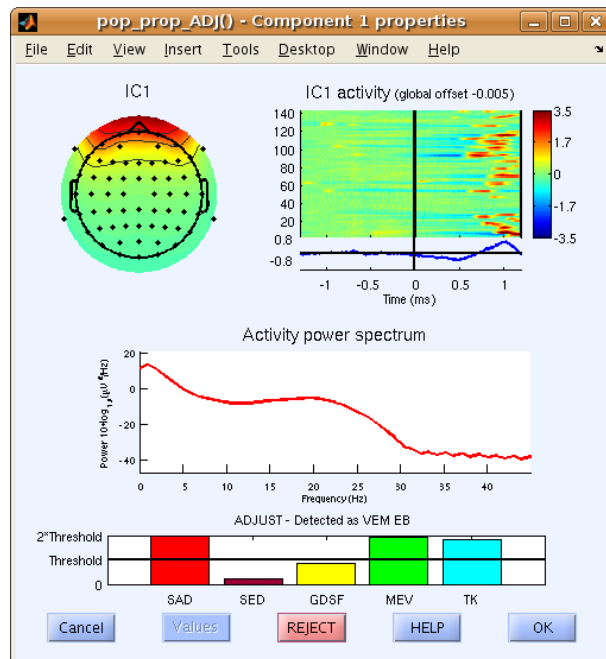 pop_prop_ADJ() - Component 1 properties
File Edit View Insert Tools Desktop Window Help
IC1
IC1 activity (global offset -0.005)
140
120
100
80
60
40
20
3.5
1.7
0
-1.7
-3.5
0.8
-0.8
-1 -0.5 0 0.5 1
Time (ms)
Activity power spectrum
20
0
-20
-40
Frequency (Hz)
0 5 10 15 20 25 30 35 40
ADJUST - Detected as VEM EB
2*Threshold
Threshold
0
SAD SED GDSF MEV TK
Cancel Values REJECT HELP OK